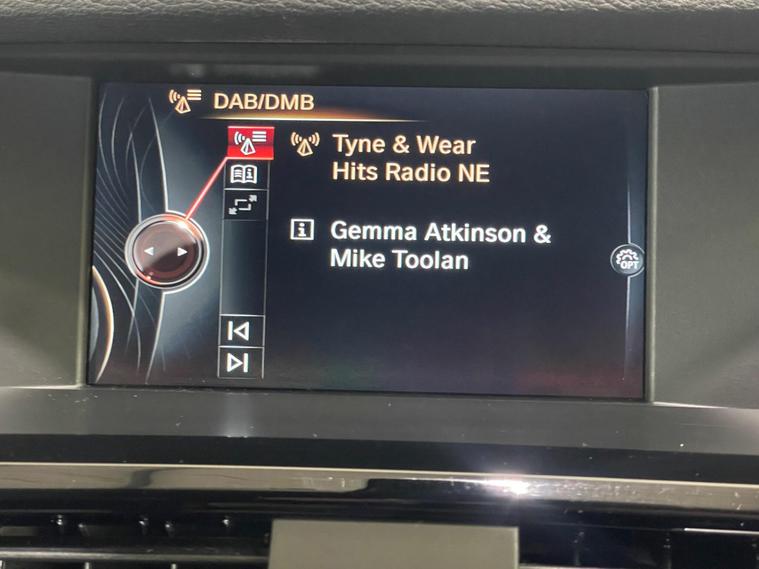 DAB/DMB
Tyne & Wear
Hits Radio NE
Gemma Atkinson &
Mike Toolan
OPT